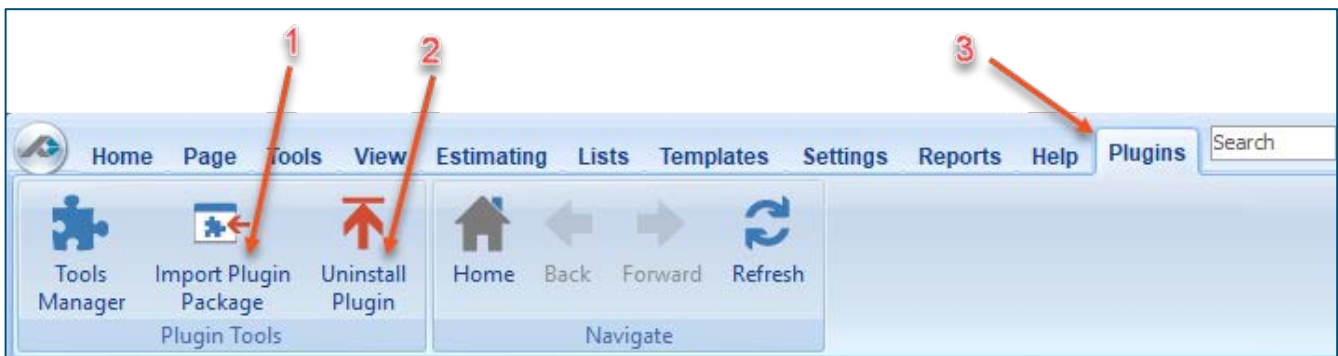 1 2 3
Home Page Tools View Estimating Lists Templates Settings Reports Help Plugins Search
Tools Import Plugin Uninstall Home Back Forward Refresh
Manager Package Plugin
Plugin Tools Navigate